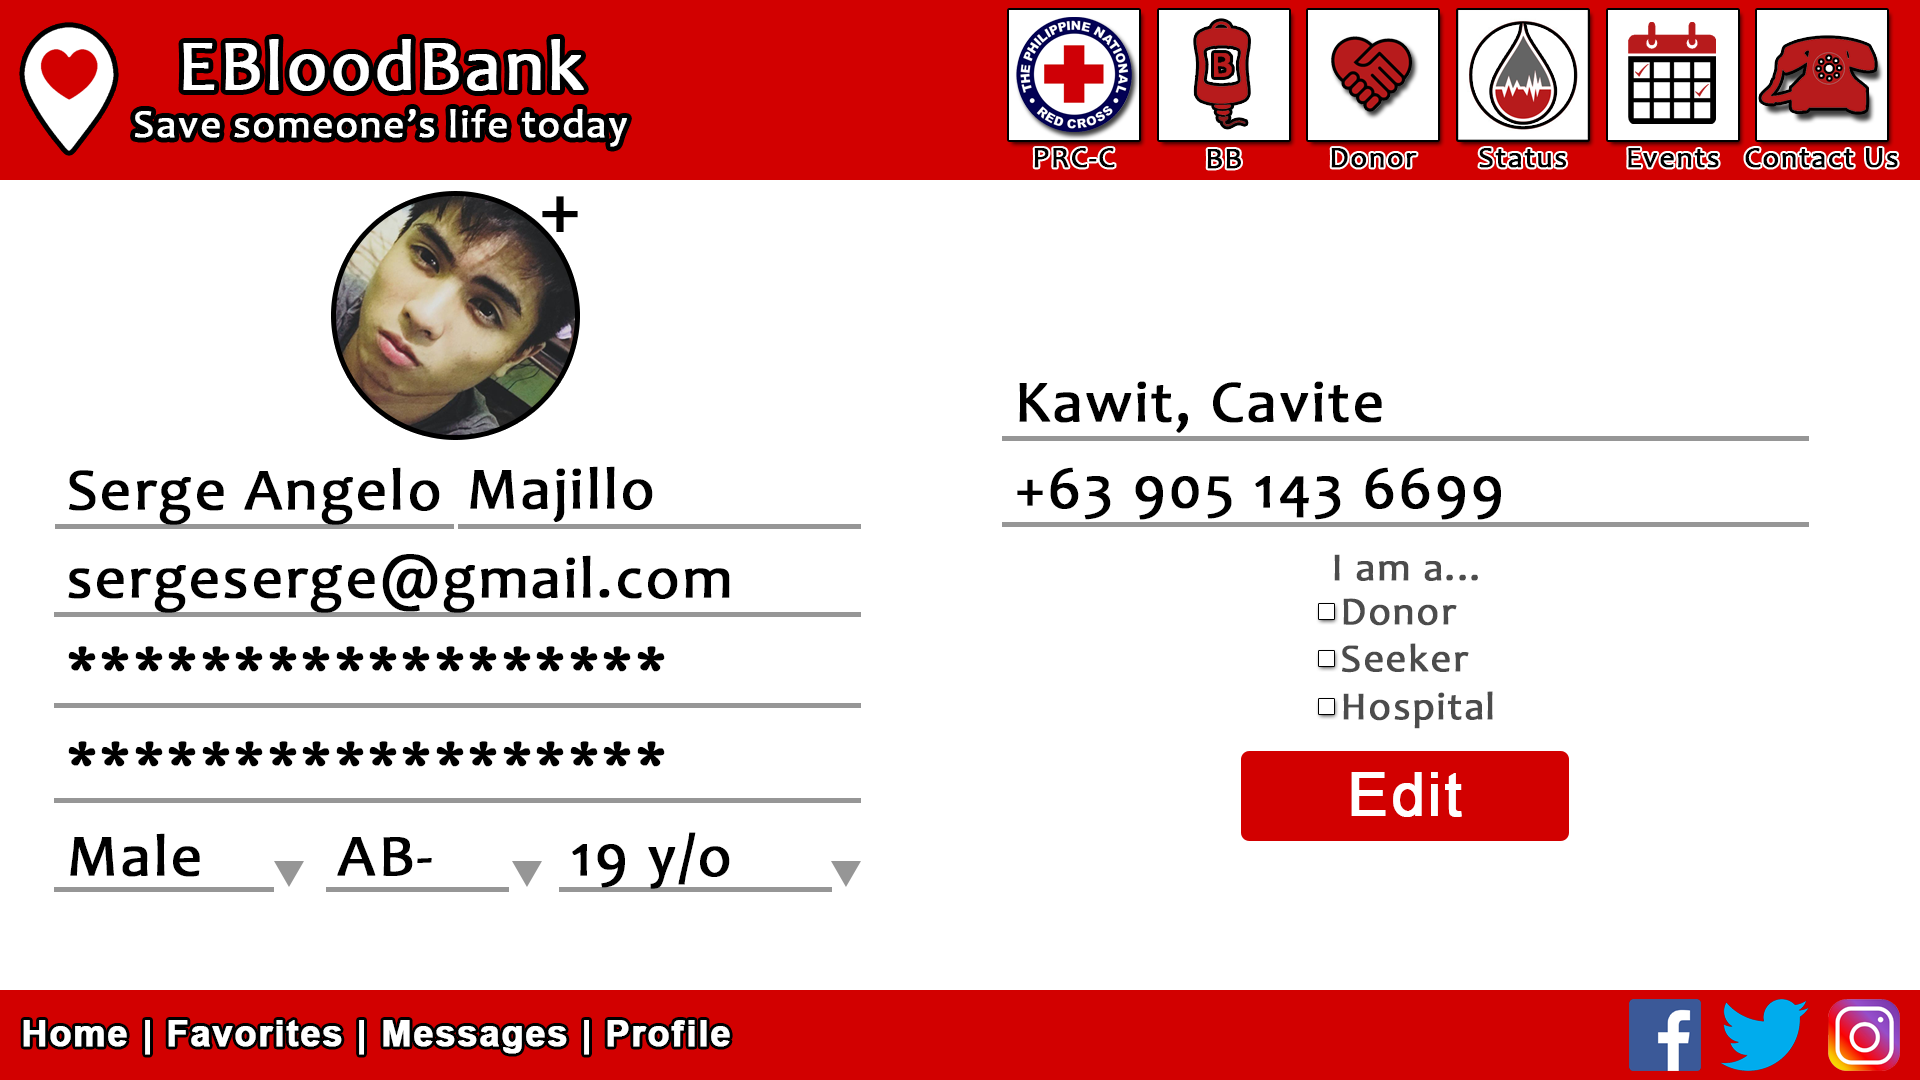 EBloodBank
Save someone's life today
THE PHILIPPINE NATIONAL
• RED CROSS •
B
PRC-C
BB
Donor
Status
Events
Contact Us
+
Serge Angelo Majillo
sergeserge@gmail.com
******************
******************
Male
AB-
19 y/o
Kawit, Cavite
+63 905 143 6699
I am a...
Donor
Seeker
Hospital
Edit
Home | Favorites | Messages | Profile
f